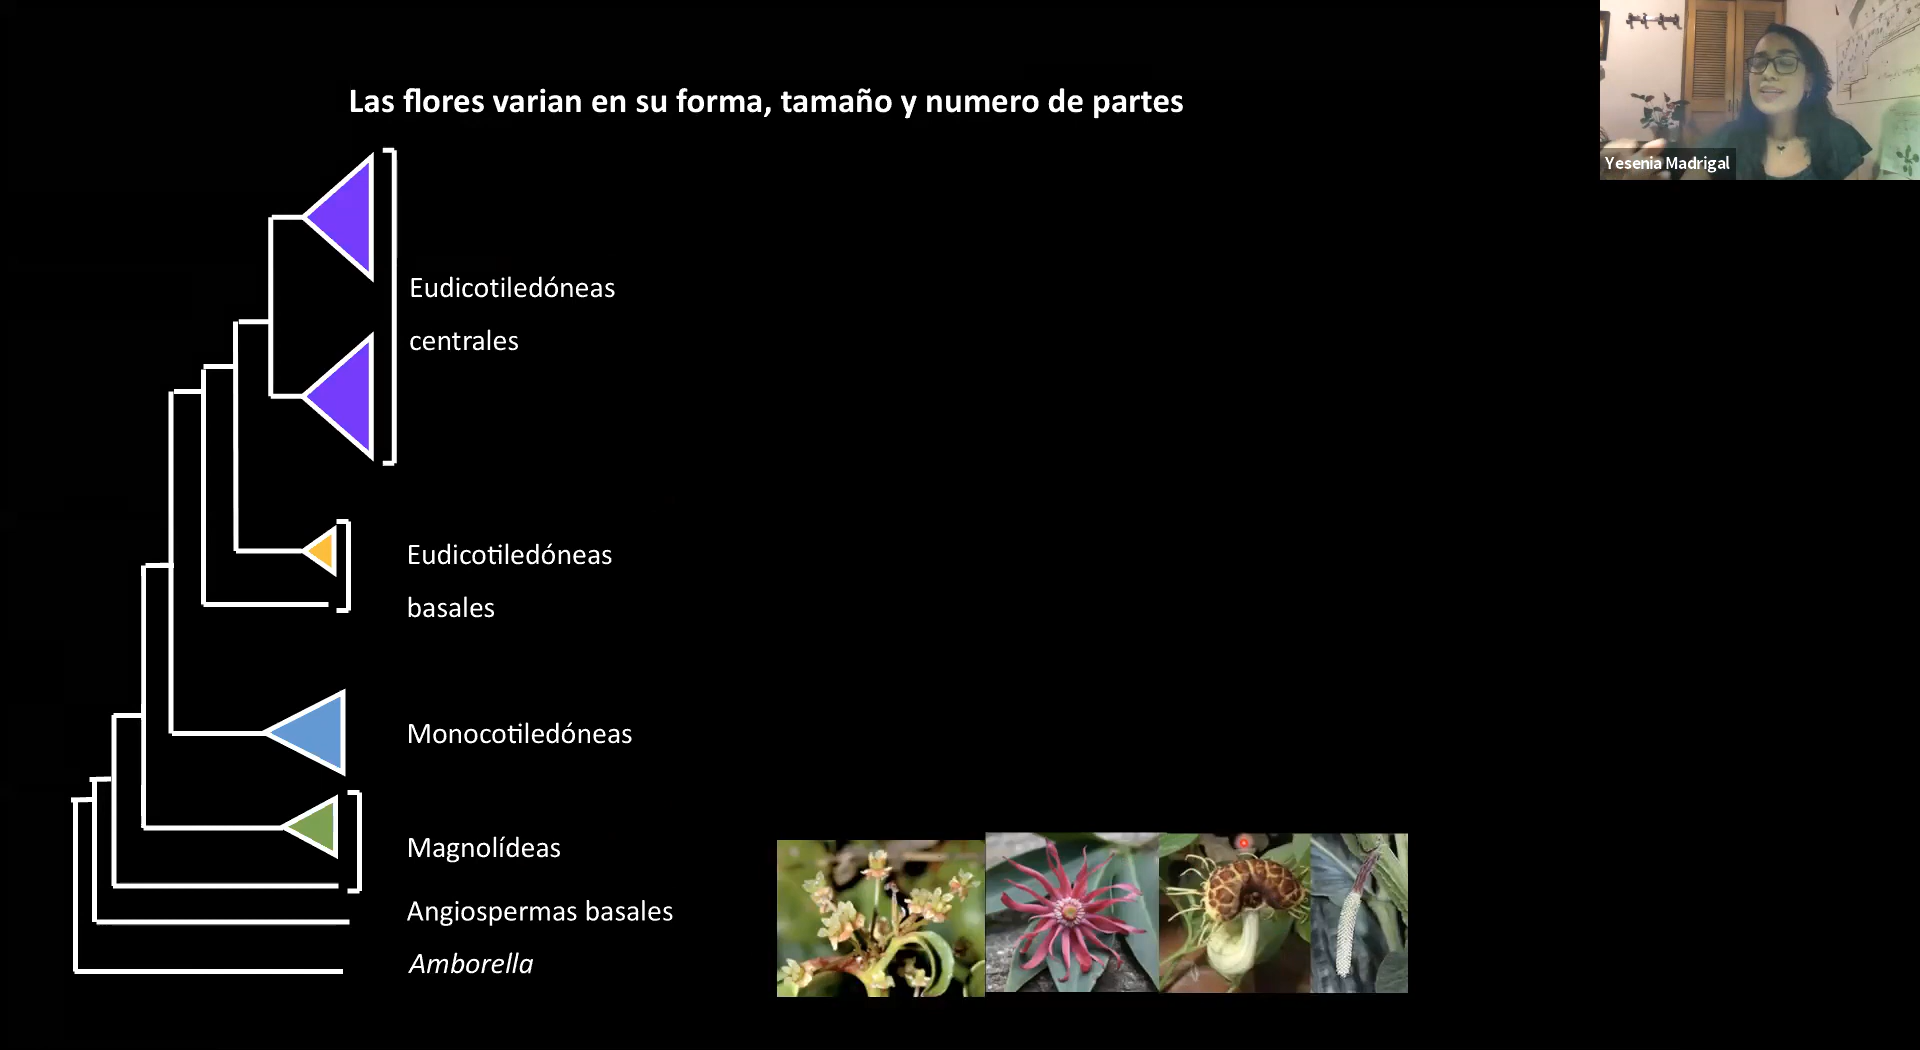 Las flores varian en su forma, tamaño y numero de partes
Yesenia Madrigal
Eudicotiledóneas
centrales
Eudicotiledóneas
basales
Monocotiledóneas
Magnolídeas
Angiospermas basales
Amborella